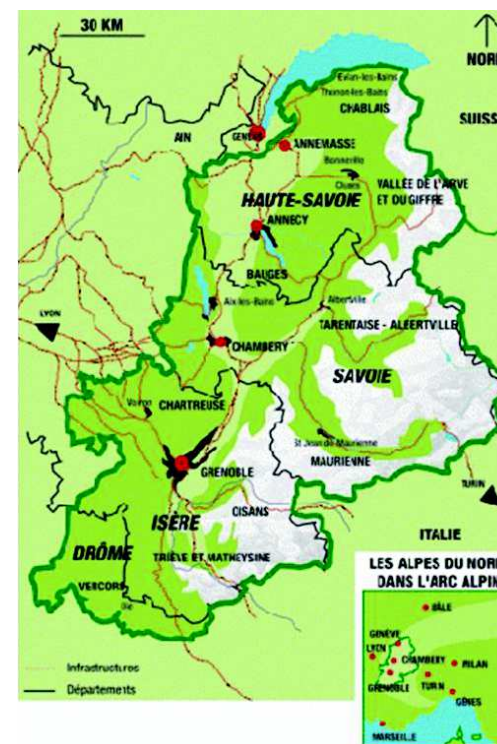 30 KM
NORD
Evian-les-Bains
Thonon-les-Bains
CHABLAIS
SUISS
AIN
GENEVE
ANNEMASSE
Bonneville
Cluses
VALLÉE DE L'ARVE
ET DU GIFFRE
HAUTE-SAVOIE
ANNECY
BAUGES
Aix-les-Bains
Albertville
LYON
TARENTAISE - ALBERTVILLE
CHAMBERY
SAVOIE
Voiron
CHARTREUSE
St Jean de Maurienne
GRENOBLE
MAURIENNE
TURIN
OISANS
ISÈRE
ITALIE
DRÔME
TRIÈVE ET MATHEYSINE
VERCORS
Die
LES ALPES DU NORD
DANS L'ARC ALPIN
BÂLE
GENÈVE
LYON
CHAMBERY
MILAN
GRENOBLE
TURIN
GÊNES
MARSEILLE
Infrastructures
Départements